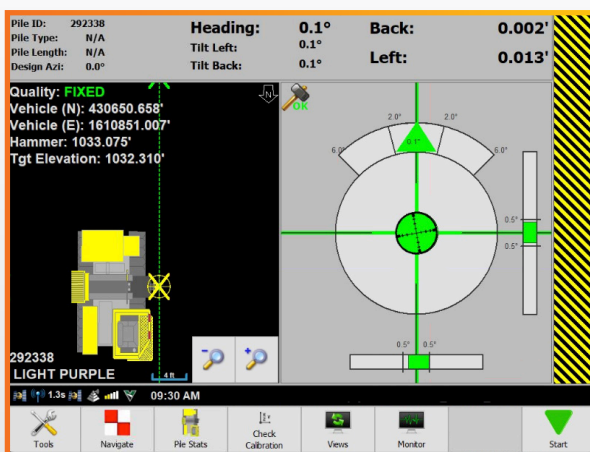 Pile ID: 292338
Pile Type: N/A
Pile Length: N/A
Design Azi: 0.0°
Heading: 0.1°
Tilt Left: 0.1°
Tilt Back: 0.1°
Back: 0.002'
Left: 0.013'
Quality: FIXED
Vehicle (N): 430650.658'
Vehicle (E): 1610851.007'
Hammer: 1033.075'
Tgt Elevation: 1032.310'
N
OK
2.0° 2.0°
6.0° 0.1° 6.0°
0.5°
0.5°
0.5° 0.5°
292338
LIGHT PURPLE
4 ft
1.3s 09:30 AM
Tools
Navigate
Pile Stats
Check
Calibration
Views
Monitor
Start